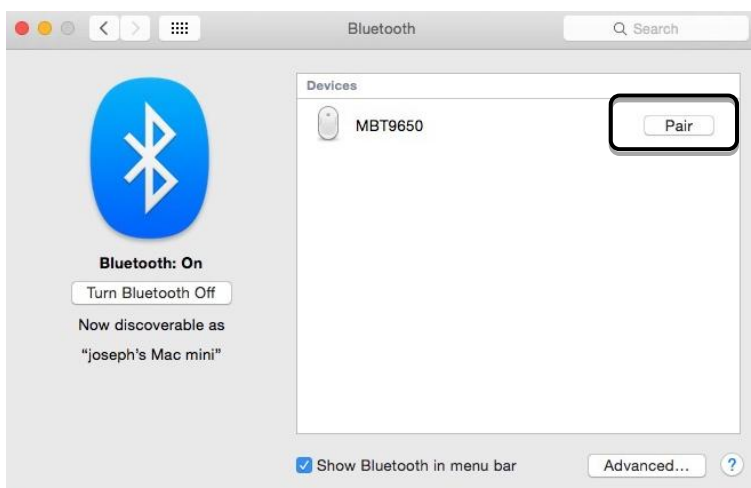 Bluetooth
Search
Devices
MBT9650
Pair
Bluetooth: On
Turn Bluetooth Off
Now discoverable as
“joseph’s Mac mini”
Show Bluetooth in menu bar
Advanced...
?